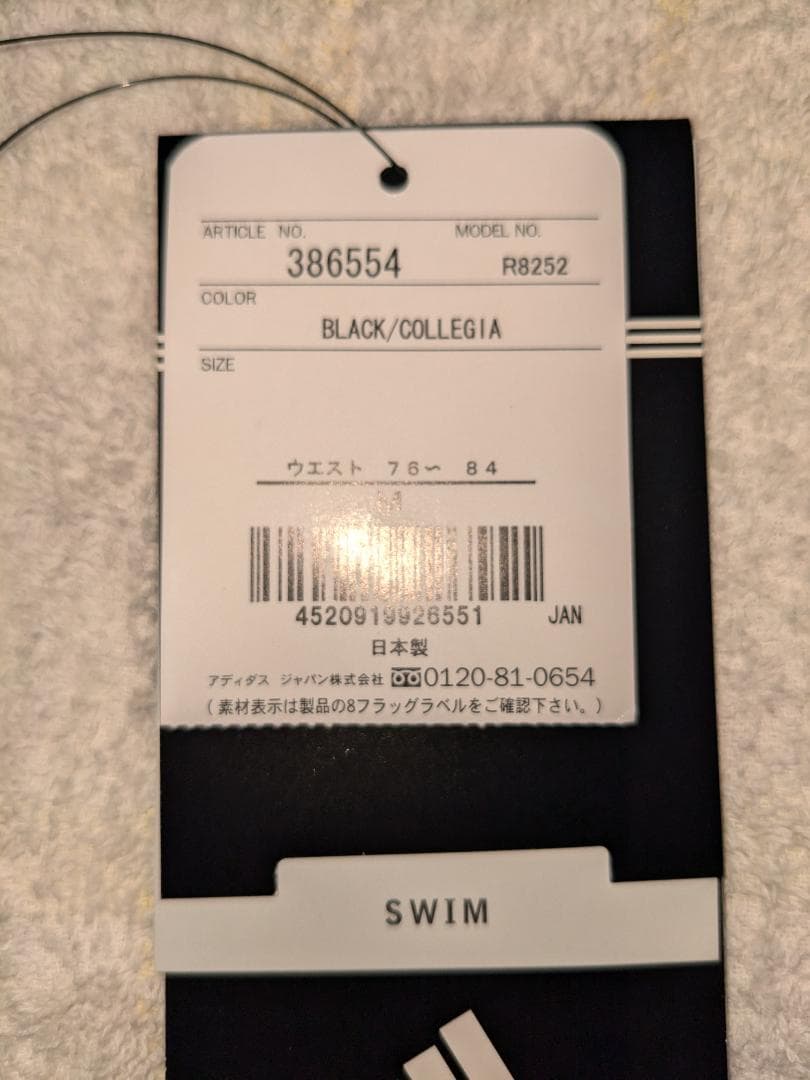 ARTICLE NO. MODEL NO.
386554 R8252
COLOR
BLACK/COLLEGIA
SIZE
ウエスト 76〜 84
M
4520919926551 JAN
日本製
アディダス ジャパン株式会社 0120-81-0654
(素材表示は製品の8フラッグラベルをご確認下さい。)
SWIM